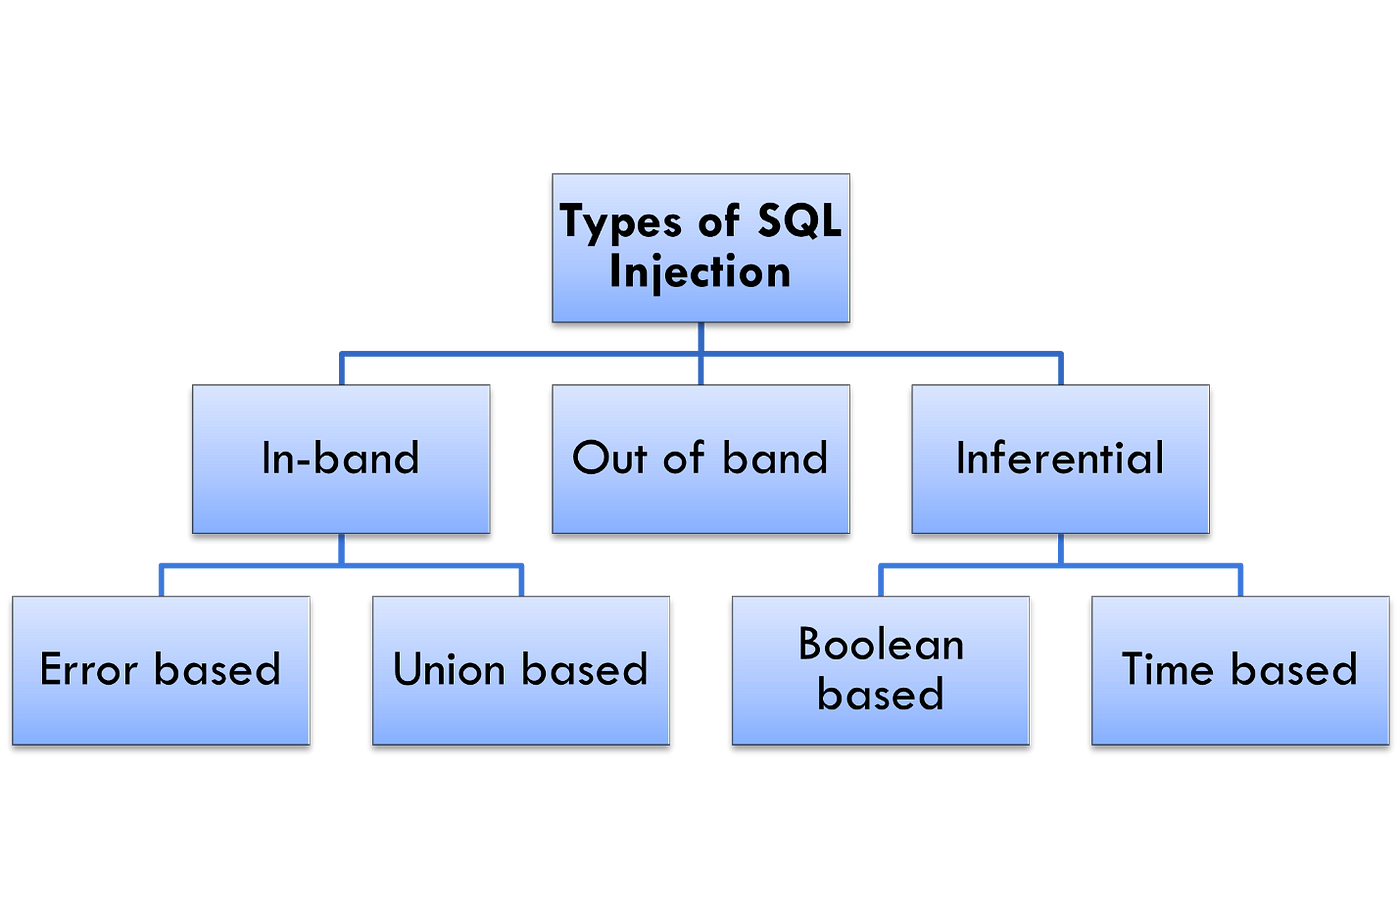 Types of SQL
Injection
In-band
Out of band
Inferential
Error based
Union based
Boolean
based
Time based